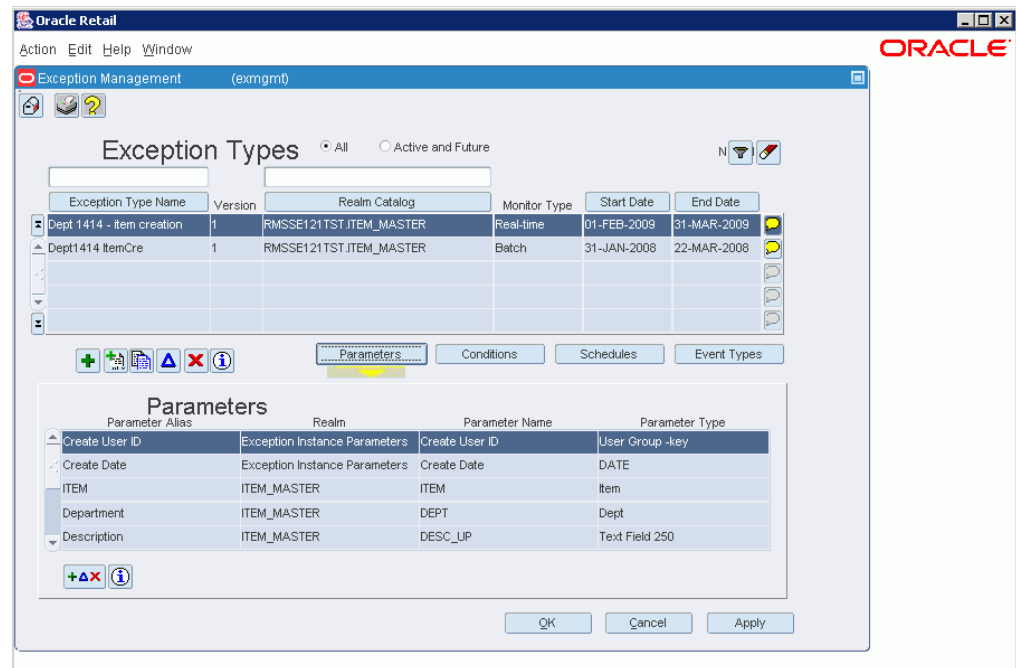 Oracle Retail
Action Edit Help Window
ORACLE
Exception Management (exmgmt)
Exception Types All Active and Future N
Exception Type Name Version Realm Catalog Monitor Type Start Date End Date
Dept 1414 - item creation 1 RMSSE121TST.ITEM_MASTER Real-time 01-FEB-2009 31-MAR-2009
Dept1414 ItemCre 1 RMSSE121TST.ITEM_MASTER Batch 31-JAN-2008 22-MAR-2008
Parameters Conditions Schedules Event Types
Parameters
Parameter Alias Realm Parameter Name Parameter Type
Create User ID Exception Instance Parameters Create User ID User Group -key
Create Date Exception Instance Parameters Create Date DATE
ITEM ITEM_MASTER ITEM Item
Department ITEM_MASTER DEPT Dept
Description ITEM_MASTER DESC_UP Text Field 250
OK Cancel Apply